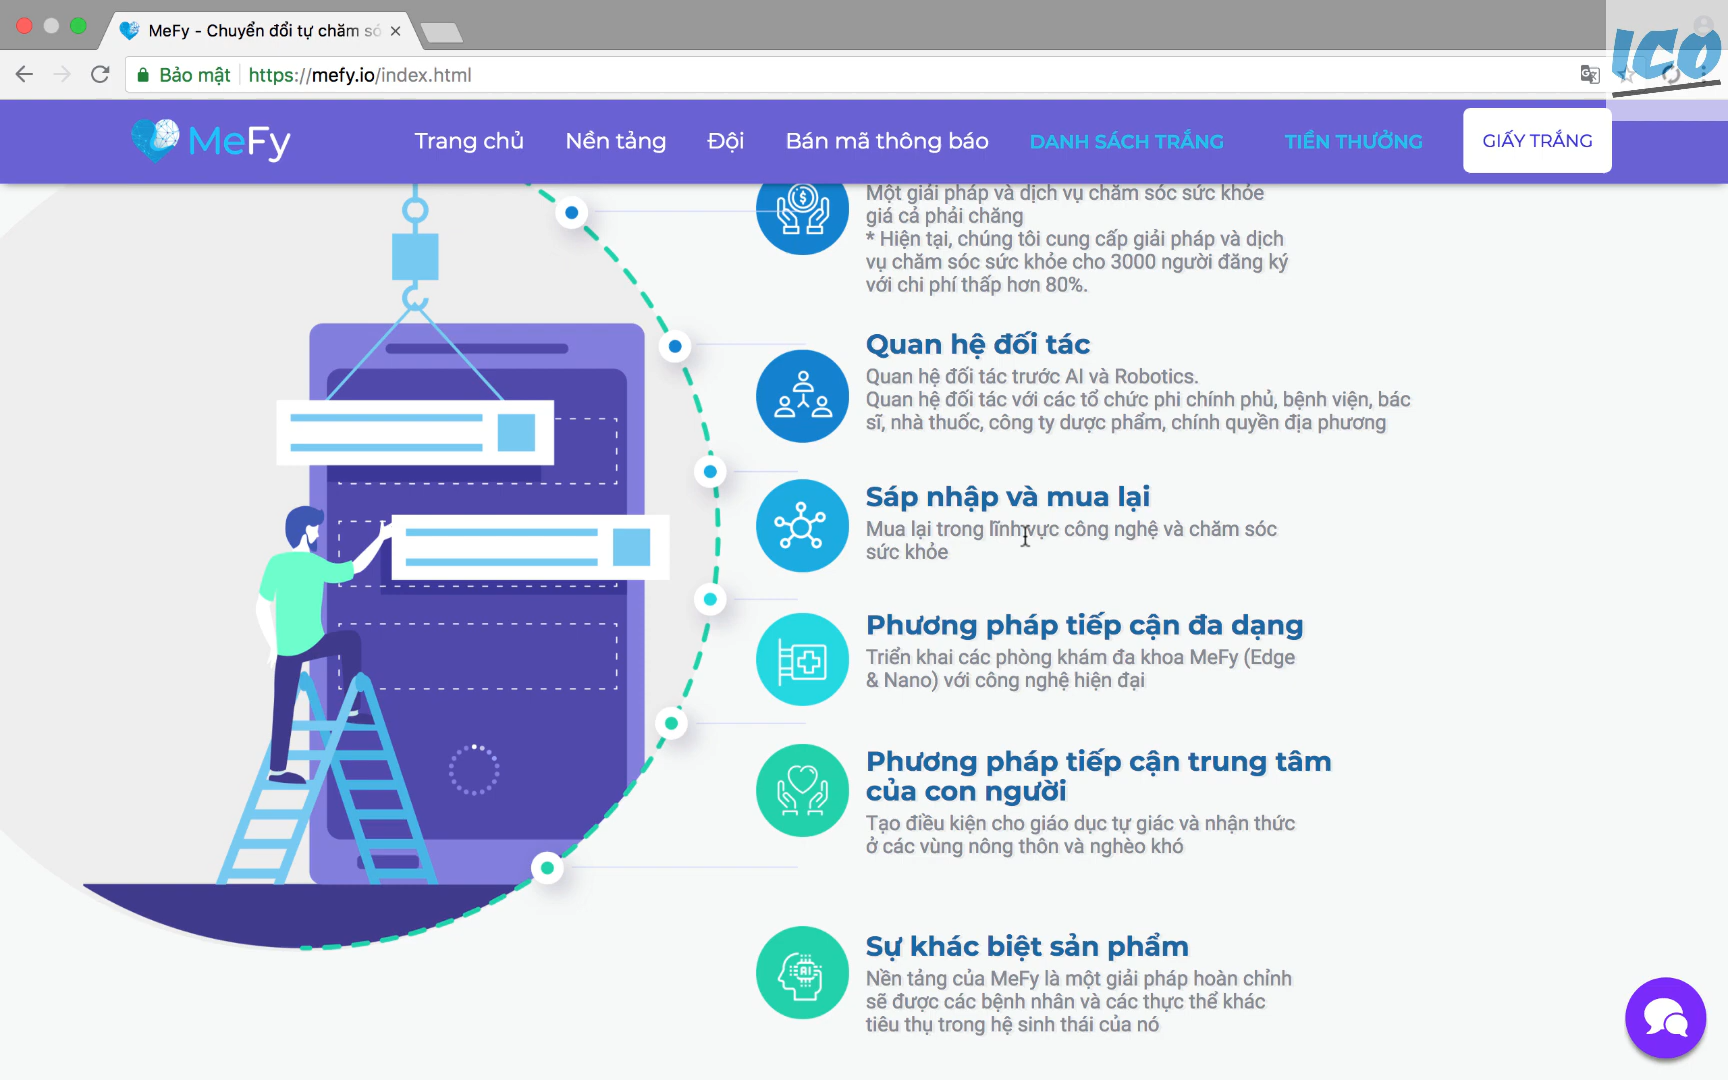 MeFy - Chuyển đổi tự chăm só
ICO
Bảo mật https://mefy.io/index.html
MeFy Trang chủ Nền tảng Đội Bán mã thông báo DANH SÁCH TRẮNG TIỀN THƯỞNG GIẤY TRẮNG
Một giải pháp và dịch vụ chăm sóc sức khỏe
giá cả phải chăng
* Hiện tại, chúng tôi cung cấp giải pháp và dịch
vụ chăm sóc sức khỏe cho 3000 người đăng ký
với chi phí thấp hơn 80%.
Quan hệ đối tác
Quan hệ đối tác trước AI và Robotics.
Quan hệ đối tác với các tổ chức phi chính phủ, bệnh viện, bác
sĩ, nhà thuốc, công ty dược phẩm, chính quyền địa phương
Sáp nhập và mua lại
Mua lại trong lĩnh vực công nghệ và chăm sóc
sức khỏe
Phương pháp tiếp cận đa dạng
Triển khai các phòng khám đa khoa MeFy (Edge
& Nano) với công nghệ hiện đại
Phương pháp tiếp cận trung tâm
của con người
Tạo điều kiện cho giáo dục tự giác và nhận thức
ở các vùng nông thôn và nghèo khó
AI
Sự khác biệt sản phẩm
Nền tảng của MeFy là một giải pháp hoàn chỉnh
sẽ được các bệnh nhân và các thực thể khác
tiêu thụ trong hệ sinh thái của nó